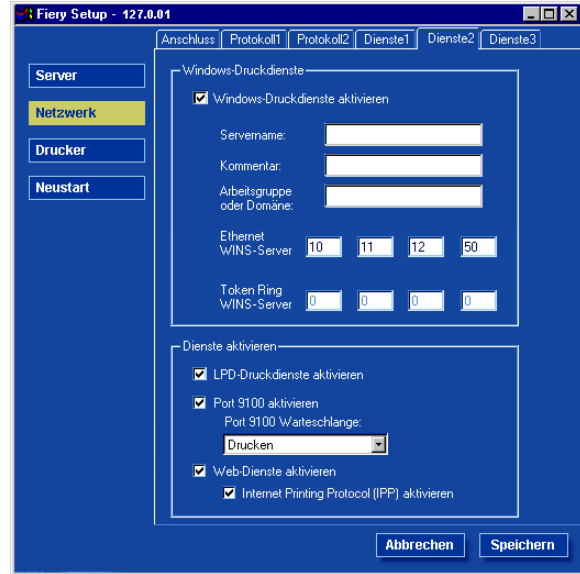 Fiery Setup - 127.0.01
Anschluss Protokoll1 Protokoll2 Dienste1 Dienste2 Dienste3
Server
Netzwerk
Drucker
Neustart
Windows-Druckdienste
Windows-Druckdienste aktivieren
Servername:
Kommentar:
Arbeitsgruppe
oder Domäne:
Ethernet
WINS-Server 10 11 12 50
Token Ring
WINS-Server 0 0 0 0
Dienste aktivieren
LPD-Druckdienste aktivieren
Port 9100 aktivieren
Port 9100 Warteschlange:
Drucken
Web-Dienste aktivieren
Internet Printing Protocol (IPP) aktivieren
Abbrechen Speichern